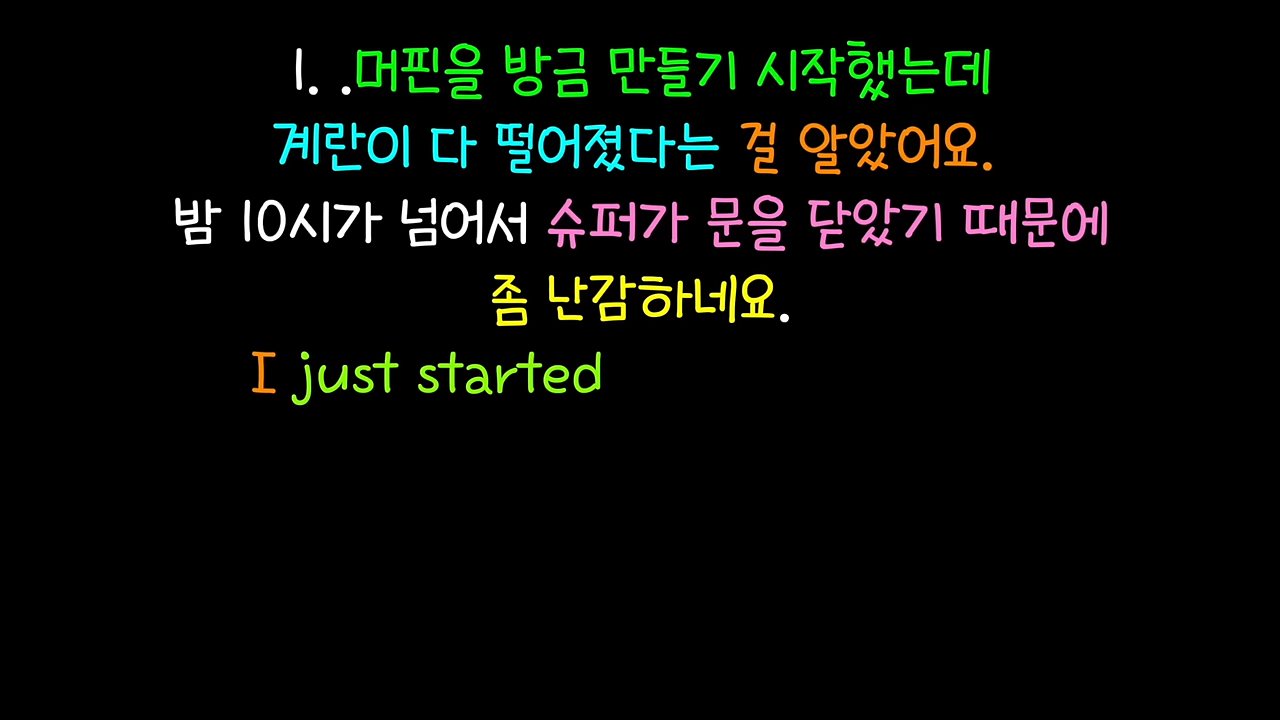 1. .머핀을 방금 만들기 시작했는데
계란이 다 떨어졌다는 걸 알았어요.
밤 10시가 넘어서 슈퍼가 문을 닫았기 때문에
좀 난감하네요.
I just started